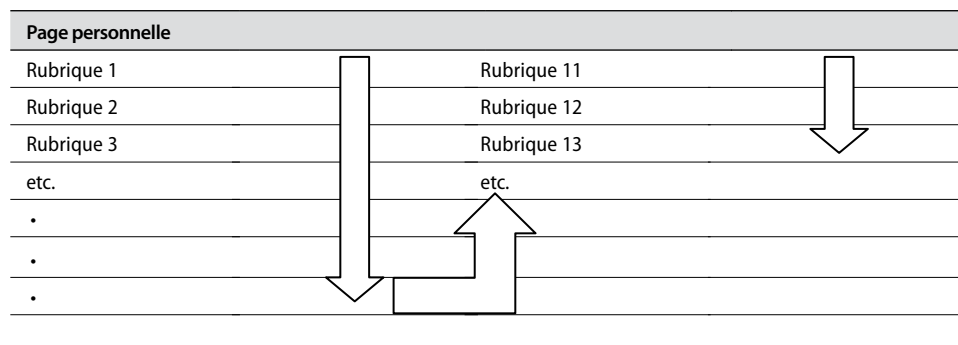 Page personnelle
Rubrique 1 Rubrique 11
Rubrique 2 Rubrique 12
Rubrique 3 Rubrique 13
etc. etc.
•
•
•